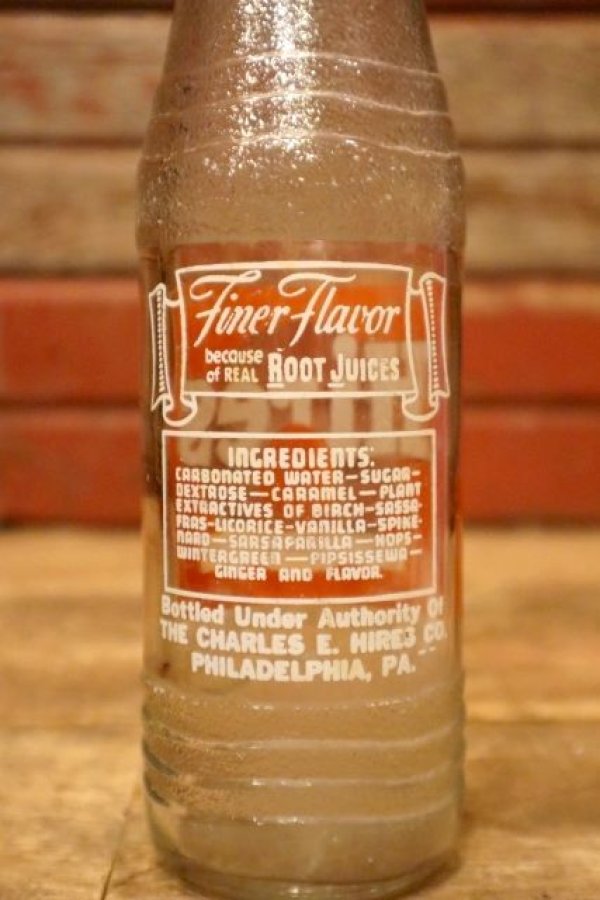 Finer Flavor
because
of REAL ROOT JUICES
INGREDIENTS:
CARBONATED WATER—SUGAR-
DEXTROSE—CARAMEL—PLANT
EXTRACTIVES OF BIRCH-SASSA-
FRAS-LICORICE-VANILLA-SPIKE-
NARD—SARSAPARILLA—HOPS-
WINTERGREEN—PIPSISSEWA—
GINGER AND FLAVOR.
Bottled Under Authority Of
THE CHARLES E. HIRES CO.
PHILADELPHIA, PA.